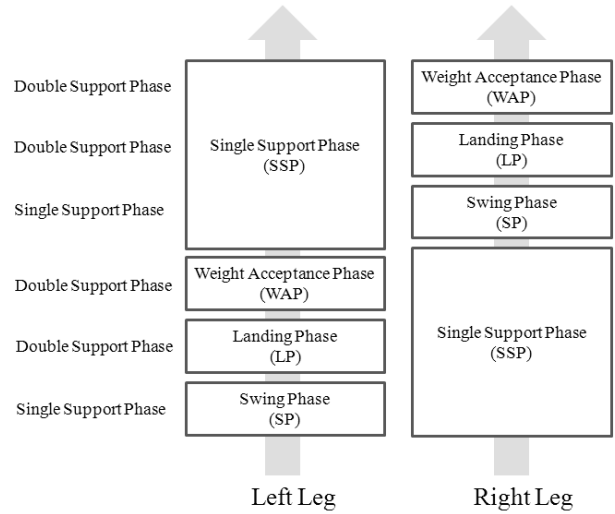 Double Support Phase
Double Support Phase
Single Support Phase
Double Support Phase
Double Support Phase
Single Support Phase
Single Support Phase
(SSP)
Weight Acceptance Phase
(WAP)
Landing Phase
(LP)
Swing Phase
(SP)
Left Leg
Weight Acceptance Phase
(WAP)
Landing Phase
(LP)
Swing Phase
(SP)
Single Support Phase
(SSP)
Right Leg